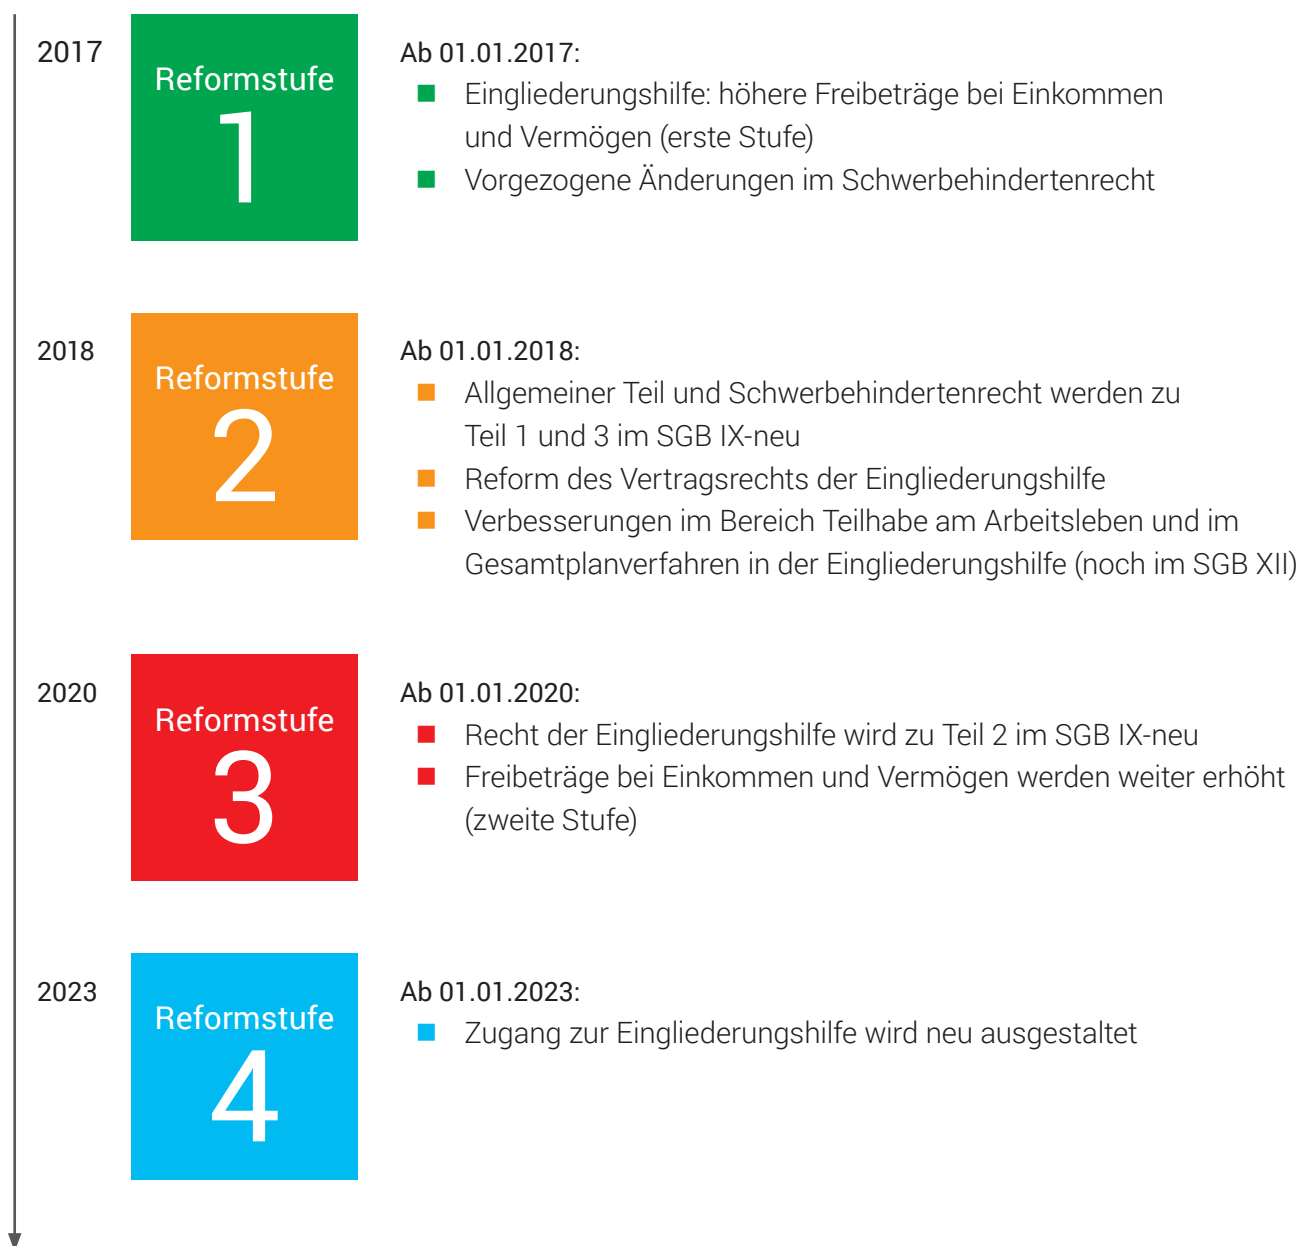 2017
Reformstufe
1
Ab 01.01.2017:
Eingliederungshilfe: höhere Freibeträge bei Einkommen
und Vermögen (erste Stufe)
Vorgezogene Änderungen im Schwerbehindertenrecht
2018
Reformstufe
2
Ab 01.01.2018:
Allgemeiner Teil und Schwerbehindertenrecht werden zu
Teil 1 und 3 im SGB IX-neu
Reform des Vertragsrechts der Eingliederungshilfe
Verbesserungen im Bereich Teilhabe am Arbeitsleben und im
Gesamtplanverfahren in der Eingliederungshilfe (noch im SGB XII)
2020
Reformstufe
3
Ab 01.01.2020:
Recht der Eingliederungshilfe wird zu Teil 2 im SGB IX-neu
Freibeträge bei Einkommen und Vermögen werden weiter erhöht
(zweite Stufe)
2023
Reformstufe
4
Ab 01.01.2023:
Zugang zur Eingliederungshilfe wird neu ausgestaltet